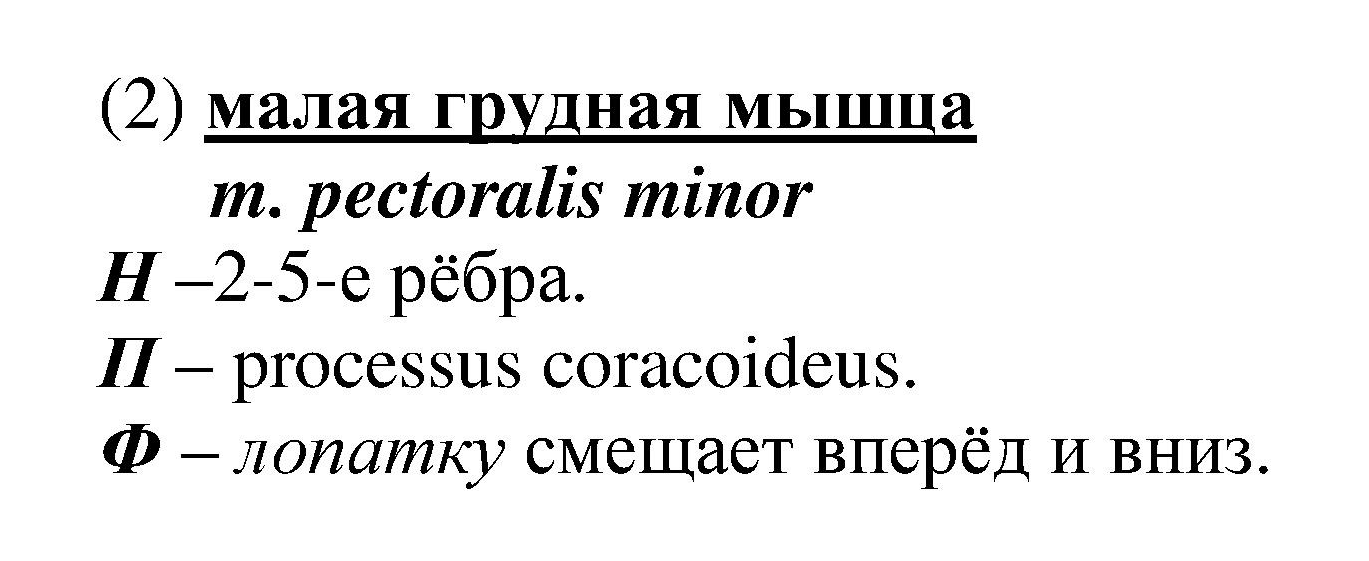 (2) малая грудная мышца
m. pectoralis minor
Н –2-5-е рёбра.
П – processus coracoideus.
Ф – лопатку смещает вперёд и вниз.